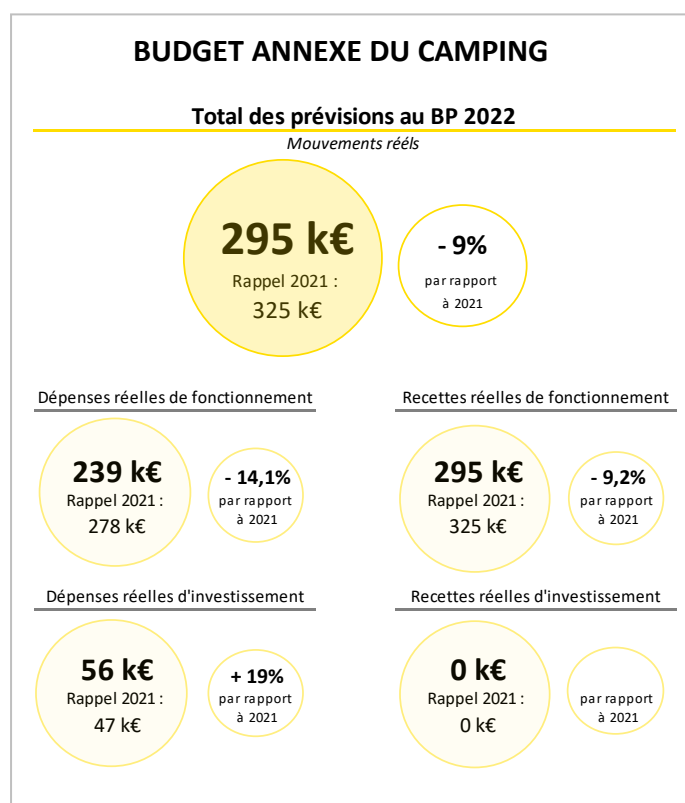 BUDGET ANNEXE DU CAMPING
Total des prévisions au BP 2022
Mouvements rééls
295 k€
Rappel 2021 :
325 k€
- 9%
par rapport
à 2021
Dépenses réelles de fonctionnement
239 k€
Rappel 2021 :
278 k€
- 14,1%
par rapport
à 2021
Recettes réelles de fonctionnement
295 k€
Rappel 2021 :
325 k€
- 9,2%
par rapport
à 2021
Dépenses réelles d'investissement
56 k€
Rappel 2021 :
47 k€
+ 19%
par rapport
à 2021
Recettes réelles d'investissement
0 k€
Rappel 2021 :
0 k€
par rapport
à 2021